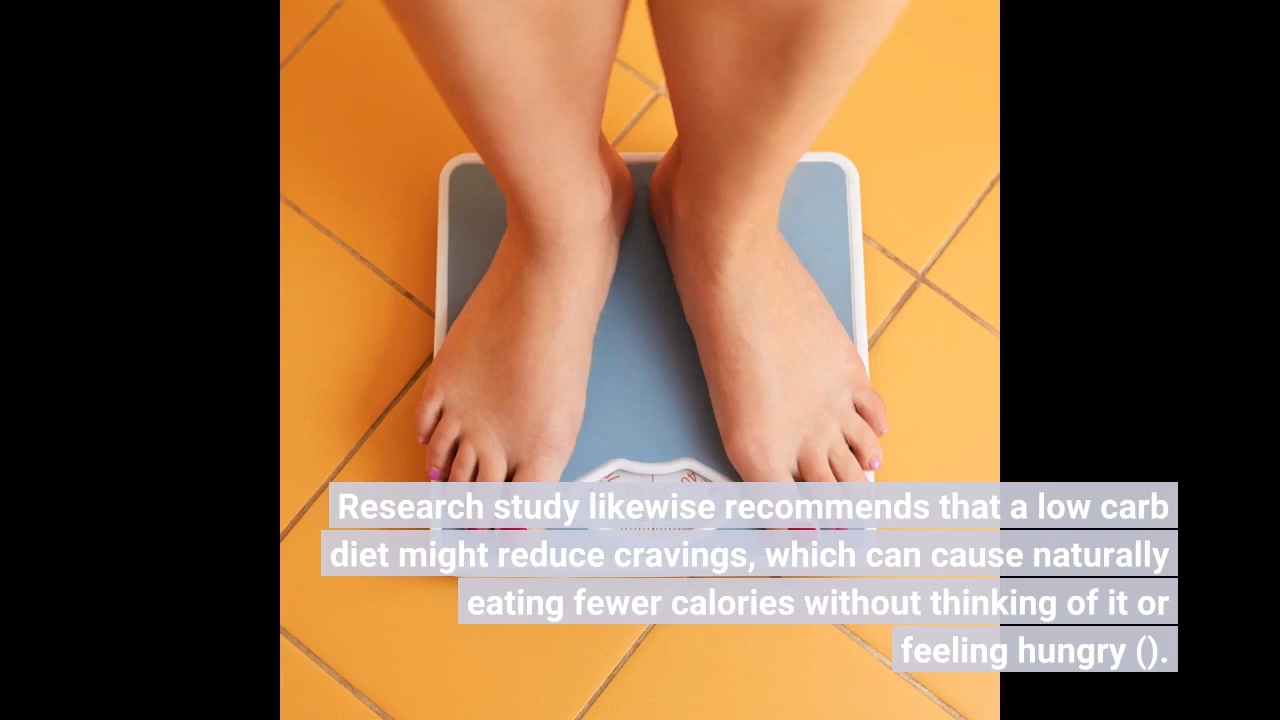 Research study likewise recommends that a low carb
diet might reduce cravings, which can cause naturally
eating fewer calories without thinking of it or
feeling hungry ().